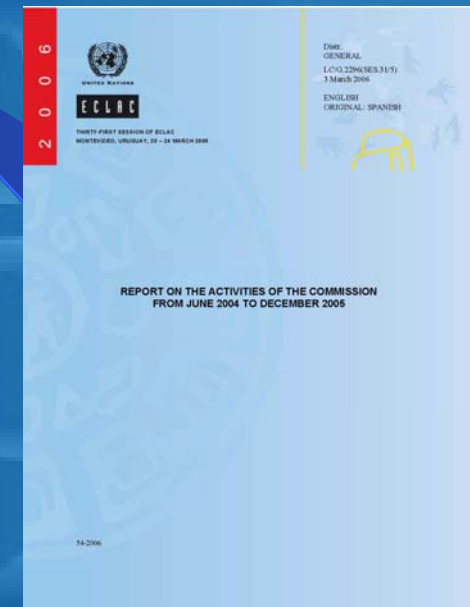 2006
UNITED NATIONS
ECLAC
THIRTY-FIRST SESSION OF ECLAC
MONTEVIDEO, URUGUAY, 20 – 24 MARCH 2006
Distr.
GENERAL
LC/G.2296(SES.31/5)
3 March 2006
ENGLISH
ORIGINAL: SPANISH
REPORT ON THE ACTIVITIES OF THE COMMISSION
FROM JUNE 2004 TO DECEMBER 2005
54-2006